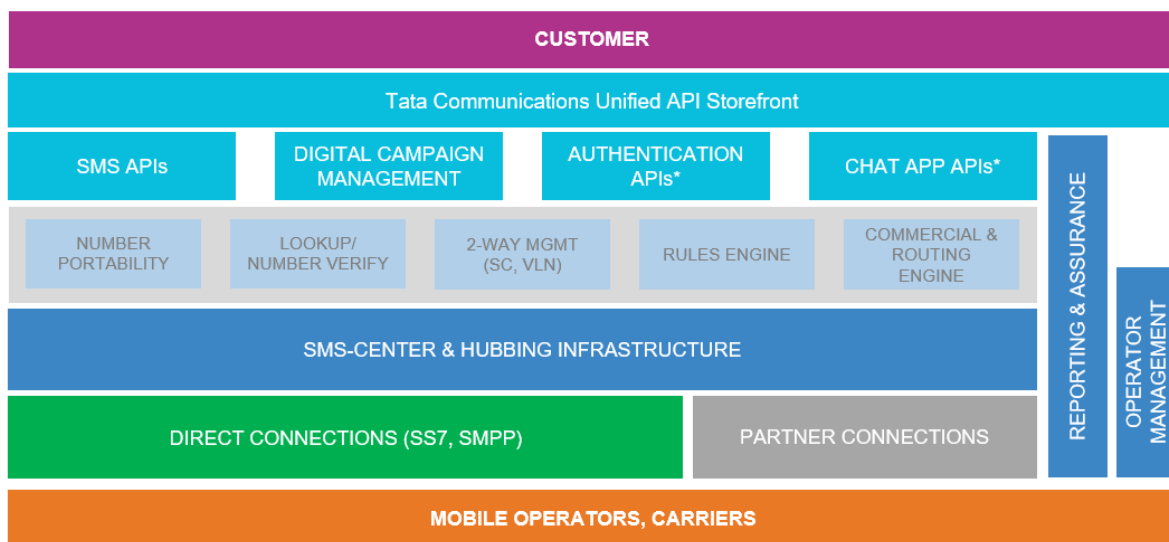 CUSTOMER
Tata Communications Unified API Storefront
SMS APIs
DIGITAL CAMPAIGN
MANAGEMENT
AUTHENTICATION
APIs*
CHAT APP APIs*
NUMBER
PORTABILITY
LOOKUP/
NUMBER VERIFY
2-WAY MGMT
(SC, VLN)
RULES ENGINE
COMMERCIAL &
ROUTING
ENGINE
SMS-CENTER & HUBBING INFRASTRUCTURE
DIRECT CONNECTIONS (SS7, SMPP)
PARTNER CONNECTIONS
REPORTING & ASSURANCE
OPERATOR
MANAGEMENT
MOBILE OPERATORS, CARRIERS